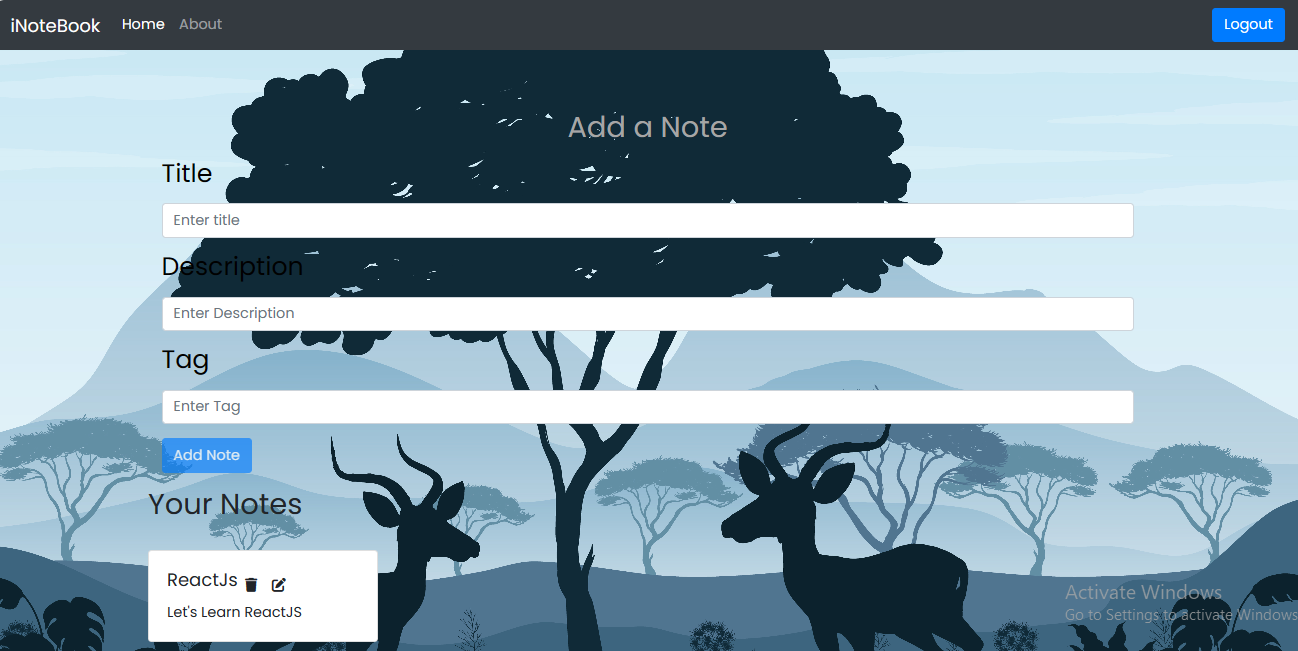 iNoteBook Home About Logout
Add a Note
Title
Enter title
Description
Enter Description
Tag
Enter Tag
Add Note
Your Notes
ReactJs
Let's Learn ReactJS
Activate Windows
Go to Settings to activate Windows